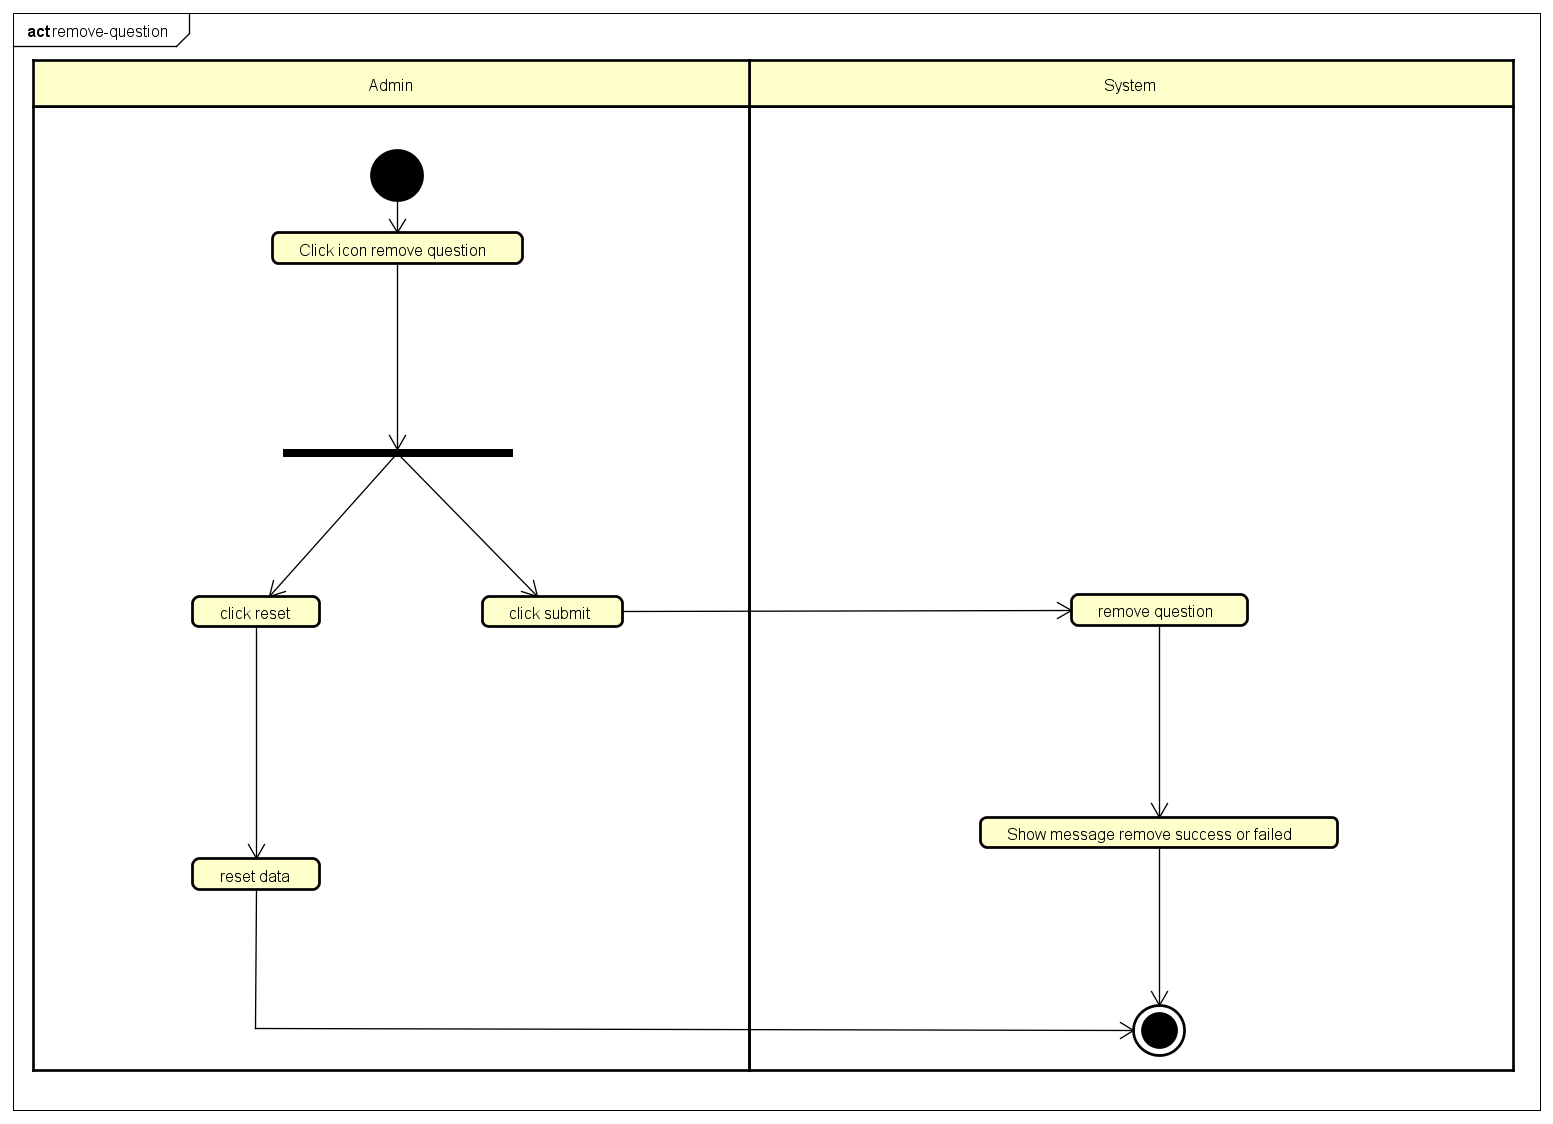 act remove-question
Admin
System
Click icon remove question
click reset
click submit
remove question
Show message remove success or failed
reset data